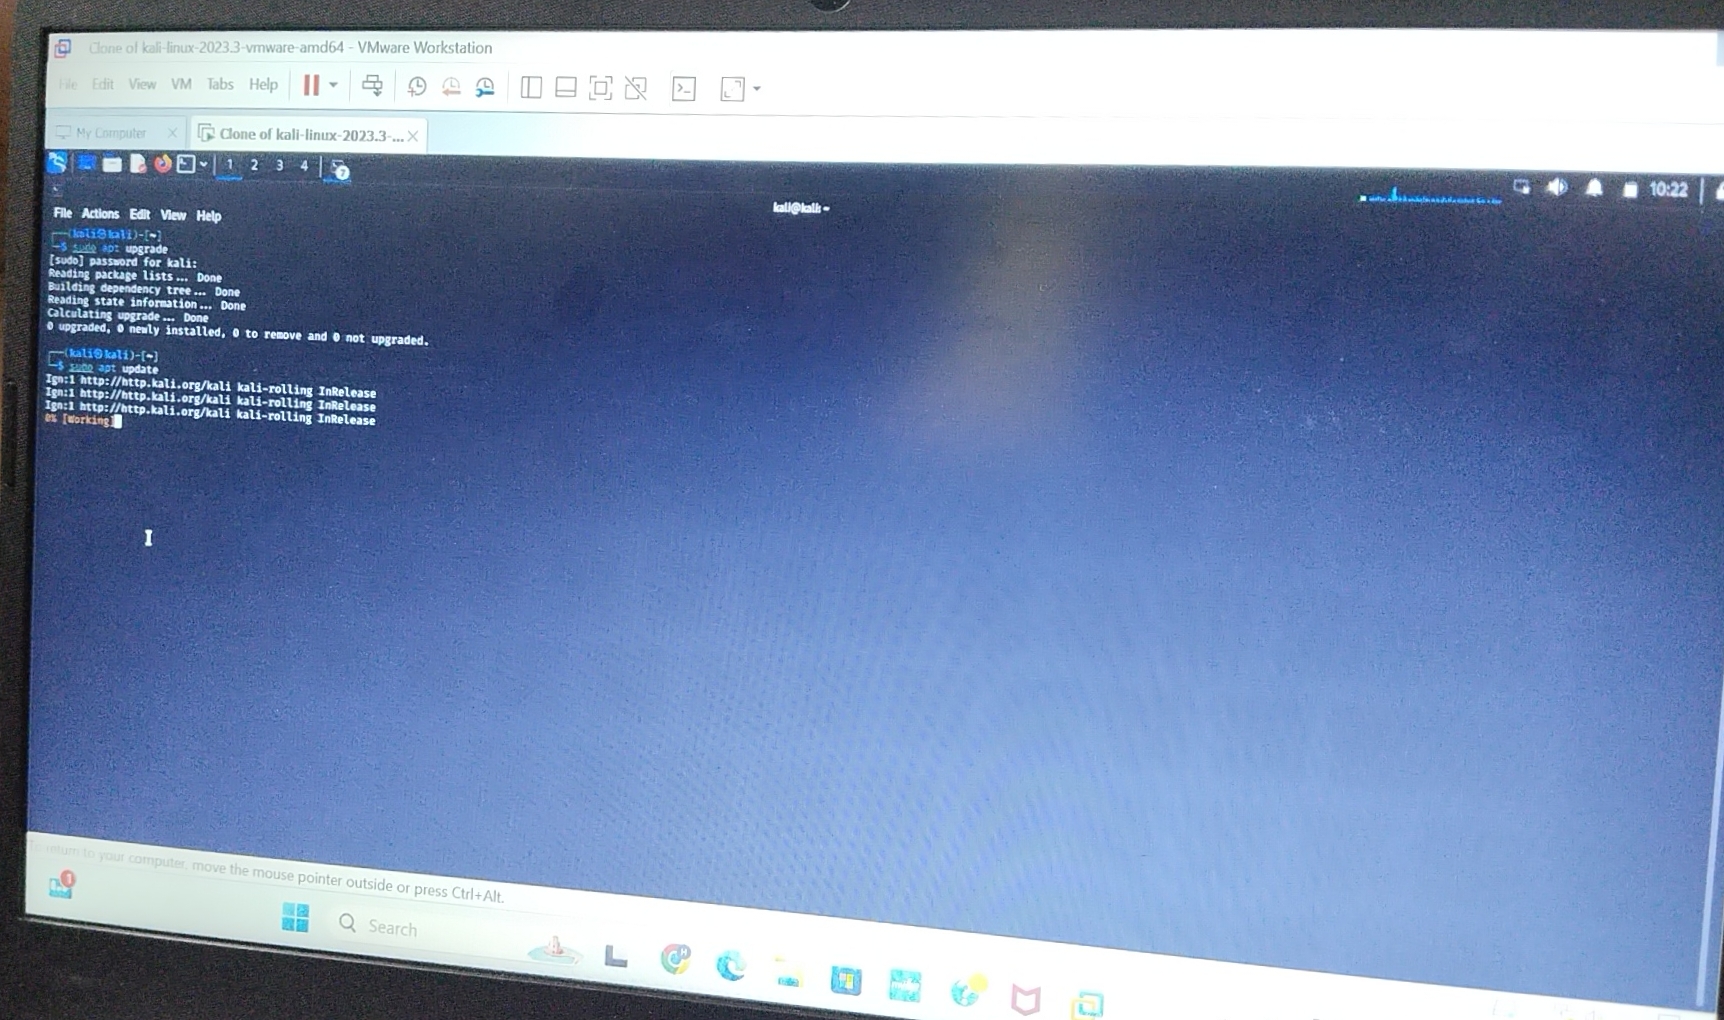 Clone of kali-linux-2023.3-vmware-amd64 - VMware Workstation
File Edit View VM Tabs Help
My Computer
Clone of kali-linux-2023.3-...
1 2 3 4
7
10:22
kali@kali: ~
File Actions Edit View Help
(kali㉿kali)-[~]
$ sudo apt upgrade
[sudo] password for kali:
Reading package lists... Done
Building dependency tree... Done
Reading state information... Done
Calculating upgrade... Done
0 upgraded, 0 newly installed, 0 to remove and 0 not upgraded.
(kali㉿kali)-[~]
$ sudo apt update
Ign:1 http://http.kali.org/kali kali-rolling InRelease
Ign:1 http://http.kali.org/kali kali-rolling InRelease
Ign:1 http://http.kali.org/kali kali-rolling InRelease
0% [Working]
To return to your computer, move the mouse pointer outside or press Ctrl+Alt.
1
Search